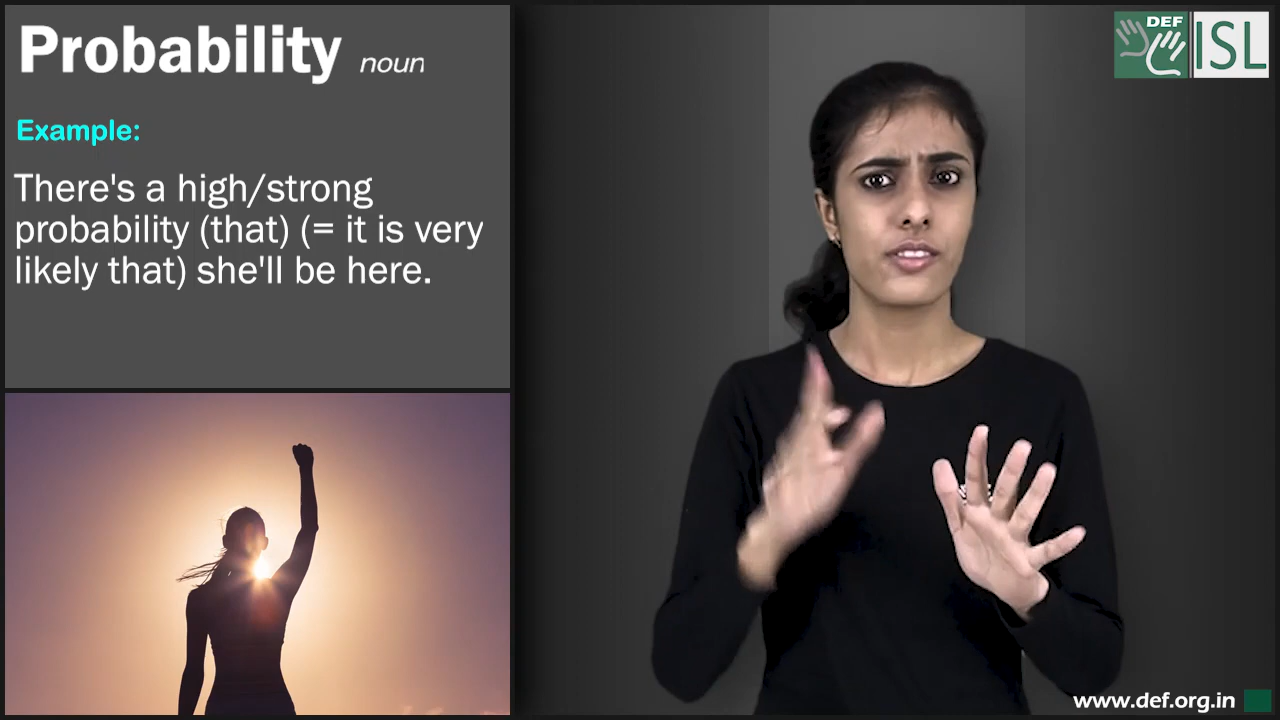 Probability noun
Example:
There's a high/strong
probability (that) (= it is very
likely that) she'll be here.
DEF
ISL
www.def.org.in